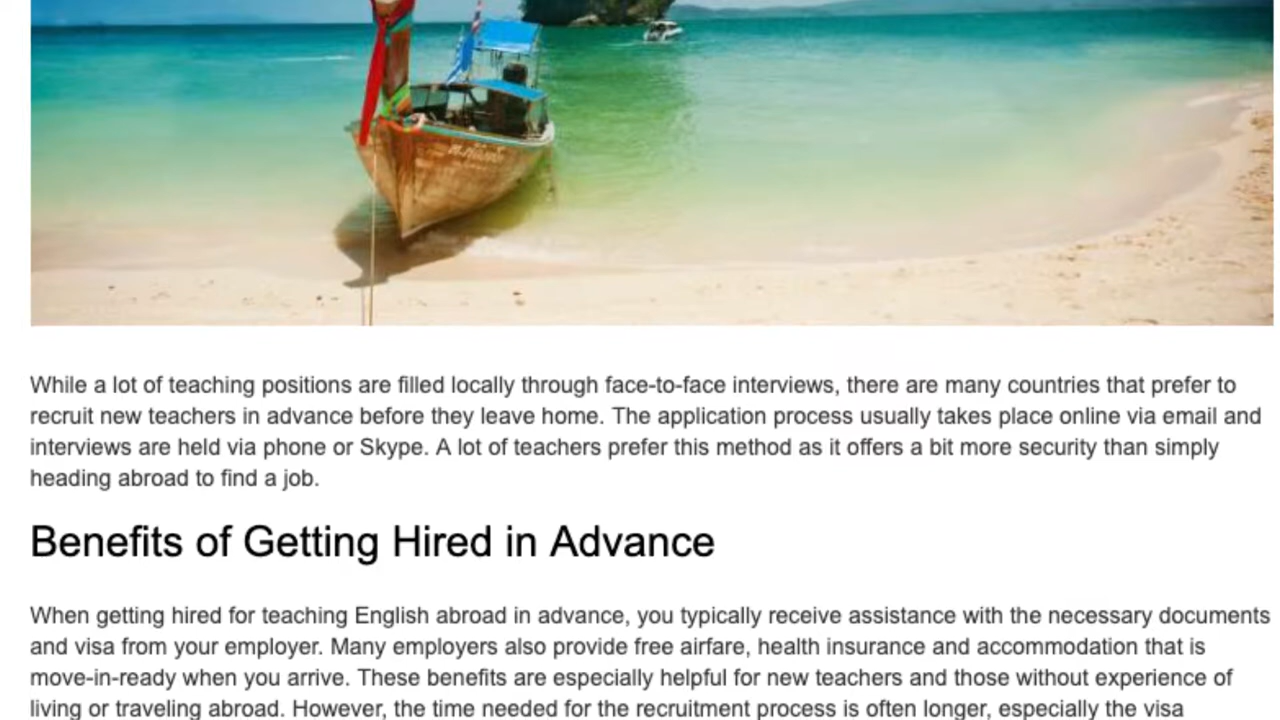 While a lot of teaching positions are filled locally through face-to-face interviews, there are many countries that prefer to
recruit new teachers in advance before they leave home. The application process usually takes place online via email and
interviews are held via phone or Skype. A lot of teachers prefer this method as it offers a bit more security than simply
heading abroad to find a job.
Benefits of Getting Hired in Advance
When getting hired for teaching English abroad in advance, you typically receive assistance with the necessary documents
and visa from your employer. Many employers also provide free airfare, health insurance and accommodation that is
move-in-ready when you arrive. These benefits are especially helpful for new teachers and those without experience of
living or traveling abroad. However, the time needed for the recruitment process is often longer, especially the visa